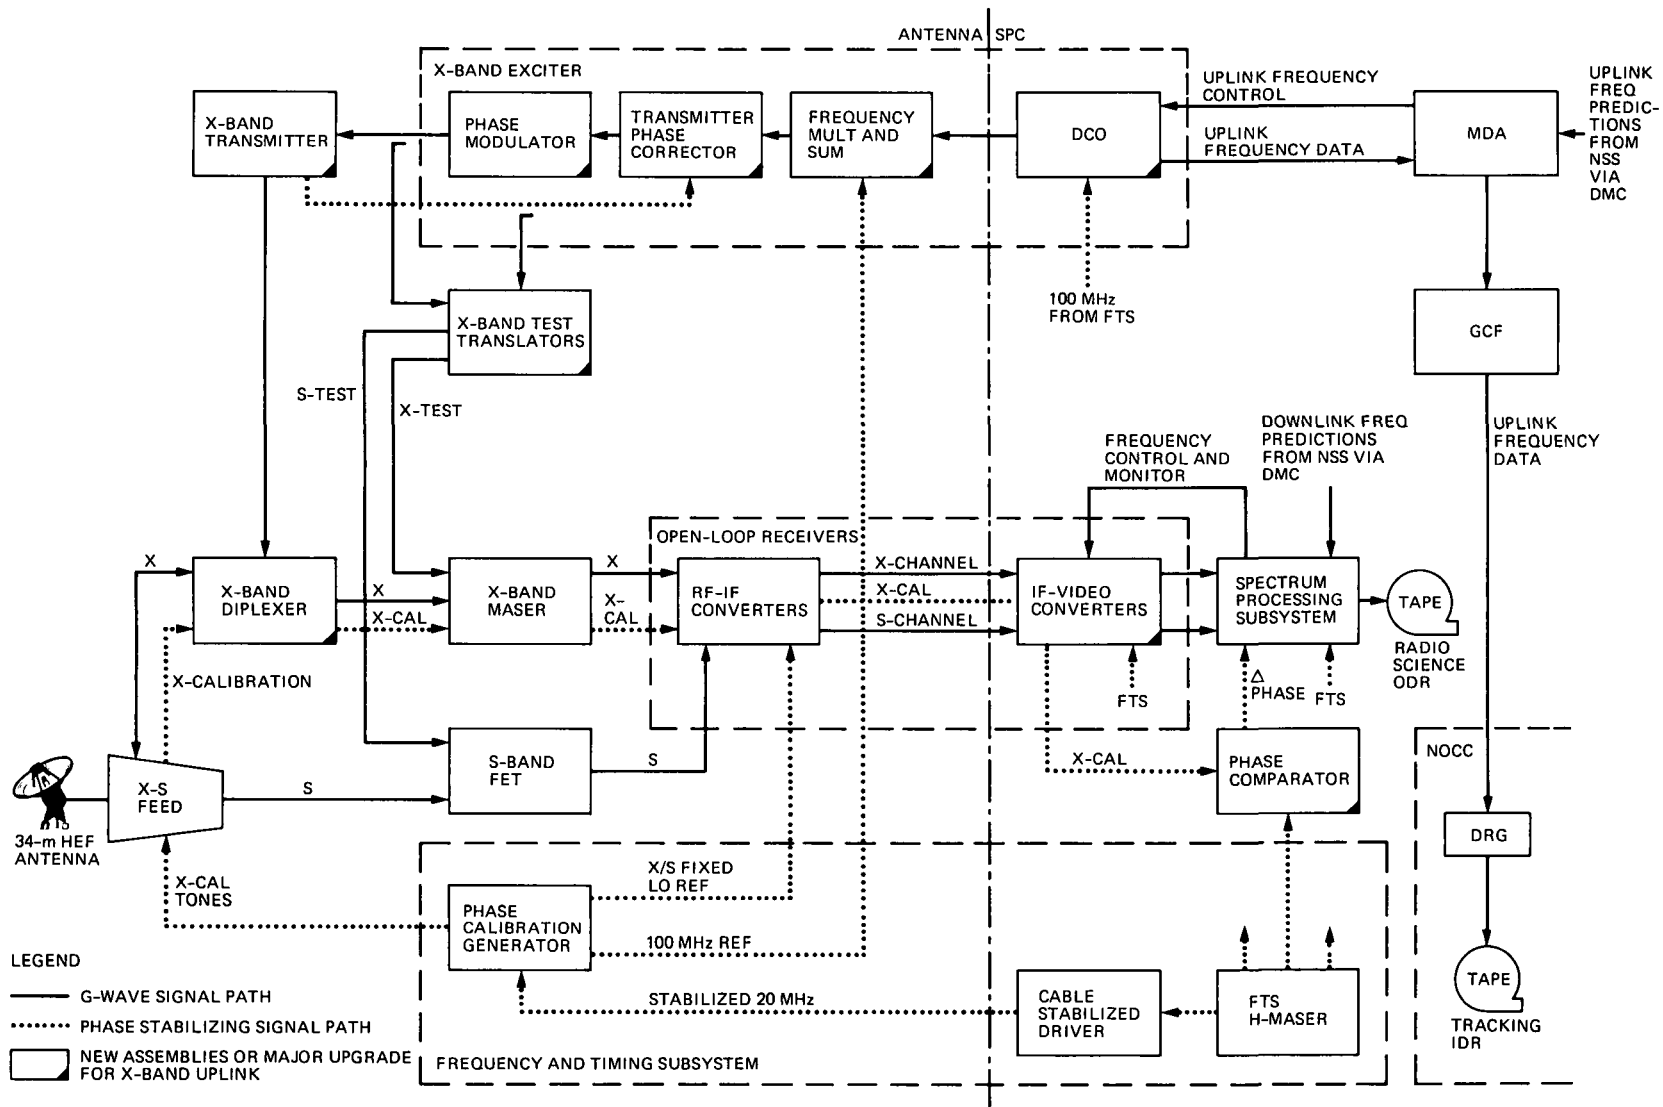 ANTENNA
SPC
X-BAND EXCITER
X-BAND
TRANSMITTER
PHASE
MODULATOR
TRANSMITTER
PHASE
CORRECTOR
FREQUENCY
MULT AND
SUM
DCO
UPLINK FREQUENCY
CONTROL
UPLINK
FREQUENCY DATA
MDA
UPLINK
FREQ
PREDIC-
TIONS
FROM
NSS
VIA
DMC
100 MHz
FROM FTS
X-BAND TEST
TRANSLATORS
GCF
S-TEST
X-TEST
UPLINK
FREQUENCY
DATA
FREQUENCY
CONTROL AND
MONITOR
DOWNLINK FREQ
PREDICTIONS
FROM NSS VIA
DMC
OPEN-LOOP RECEIVERS
X
X-BAND
DIPLEXER
X
X-CAL
X-BAND
MASER
X
X-
CAL
RF-IF
CONVERTERS
X-CHANNEL
X-CAL
S-CHANNEL
IF-VIDEO
CONVERTERS
SPECTRUM
PROCESSING
SUBSYSTEM
TAPE
RADIO
SCIENCE
ODR
X-CALIBRATION
FTS
Δ
PHASE
FTS
X-S
FEED
S
S-BAND
FET
S
X-CAL
PHASE
COMPARATOR
NOCC
34-m HEF
ANTENNA
DRG
X-CAL
TONES
PHASE
CALIBRATION
GENERATOR
X/S FIXED
LO REF
100 MHz REF
STABILIZED 20 MHz
CABLE
STABILIZED
DRIVER
FTS
H-MASER
TAPE
TRACKING
IDR
FREQUENCY AND TIMING SUBSYSTEM
LEGEND
G-WAVE SIGNAL PATH
PHASE STABILIZING SIGNAL PATH
NEW ASSEMBLIES OR MAJOR UPGRADE
FOR X-BAND UPLINK